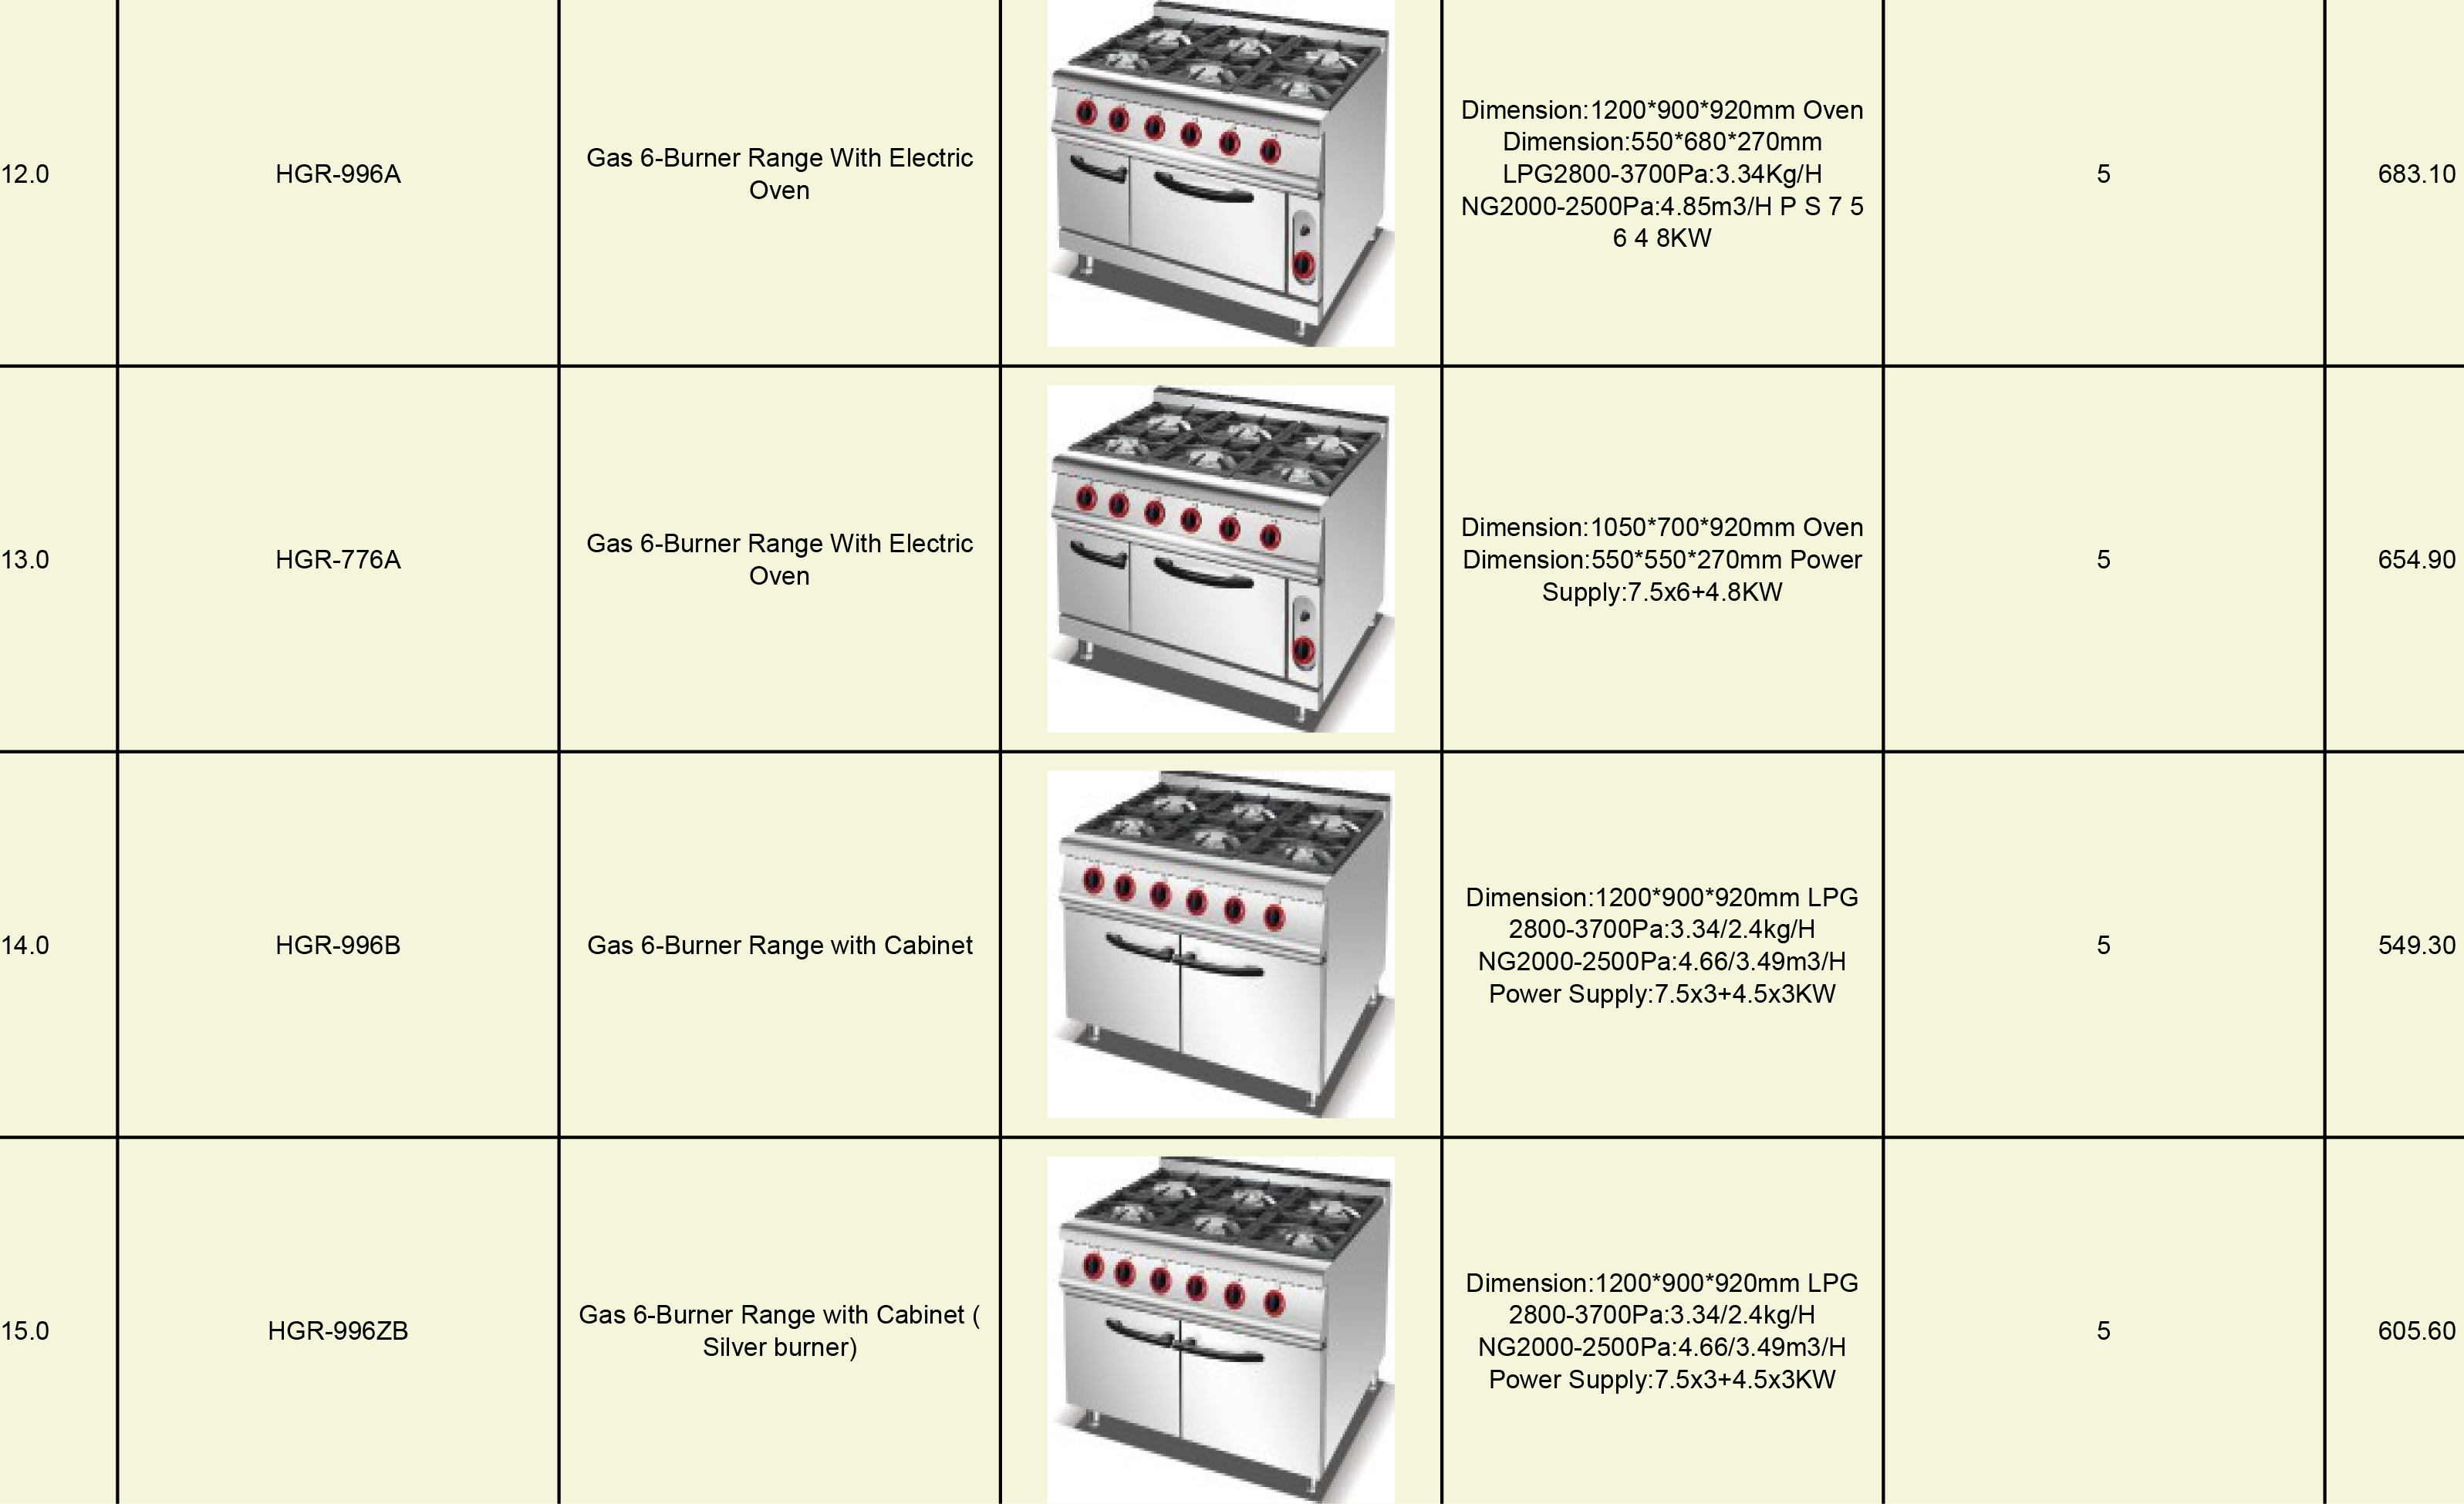 12.0
HGR-996A
Gas 6-Burner Range With Electric
Oven
Dimension:1200*900*920mm Oven
Dimension:550*680*270mm
LPG2800-3700Pa:3.34Kg/H
NG2000-2500Pa:4.85m3/H P S 7 5
6 4 8KW
5
683.10
13.0
HGR-776A
Gas 6-Burner Range With Electric
Oven
Dimension:1050*700*920mm Oven
Dimension:550*550*270mm Power
Supply:7.5x6+4.8KW
5
654.90
14.0
HGR-996B
Gas 6-Burner Range with Cabinet
Dimension:1200*900*920mm LPG
2800-3700Pa:3.34/2.4kg/H
NG2000-2500Pa:4.66/3.49m3/H
Power Supply:7.5x3+4.5x3KW
5
549.30
15.0
HGR-996ZB
Gas 6-Burner Range with Cabinet (
Silver burner)
Dimension:1200*900*920mm LPG
2800-3700Pa:3.34/2.4kg/H
NG2000-2500Pa:4.66/3.49m3/H
Power Supply:7.5x3+4.5x3KW
5
605.60